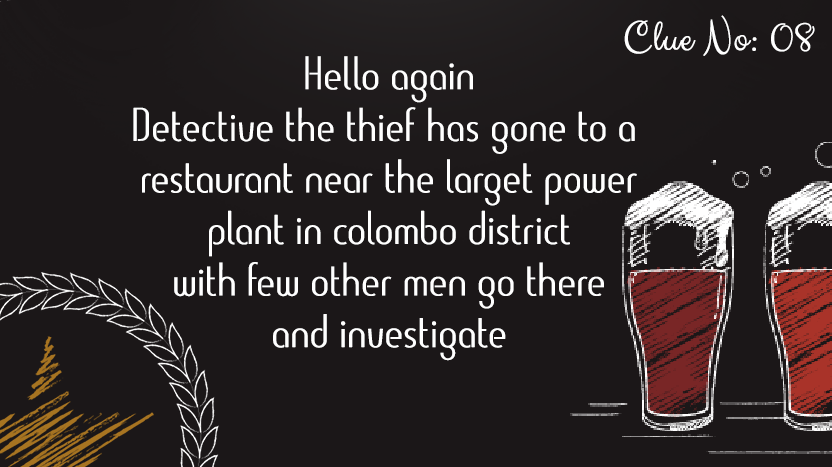 Clue No: 08
Hello again
Detective the thief has gone to a
restaurant near the larget power
plant in colombo district
with few other men go there
and investigate